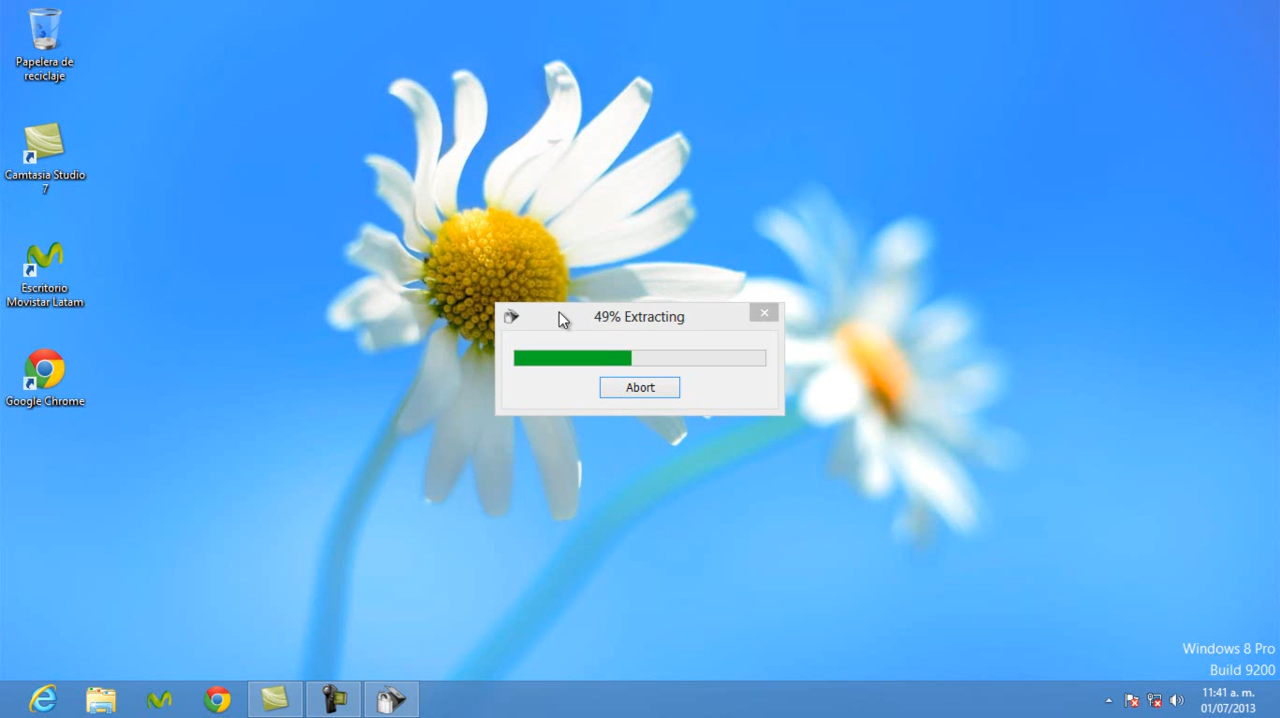 Papelera de
reciclaje
Camtasia Studio
7
Escritorio
Movistar Latam
Google Chrome
49% Extracting
Abort
Windows 8 Pro
Build 9200
11:41 a. m.
01/07/2013